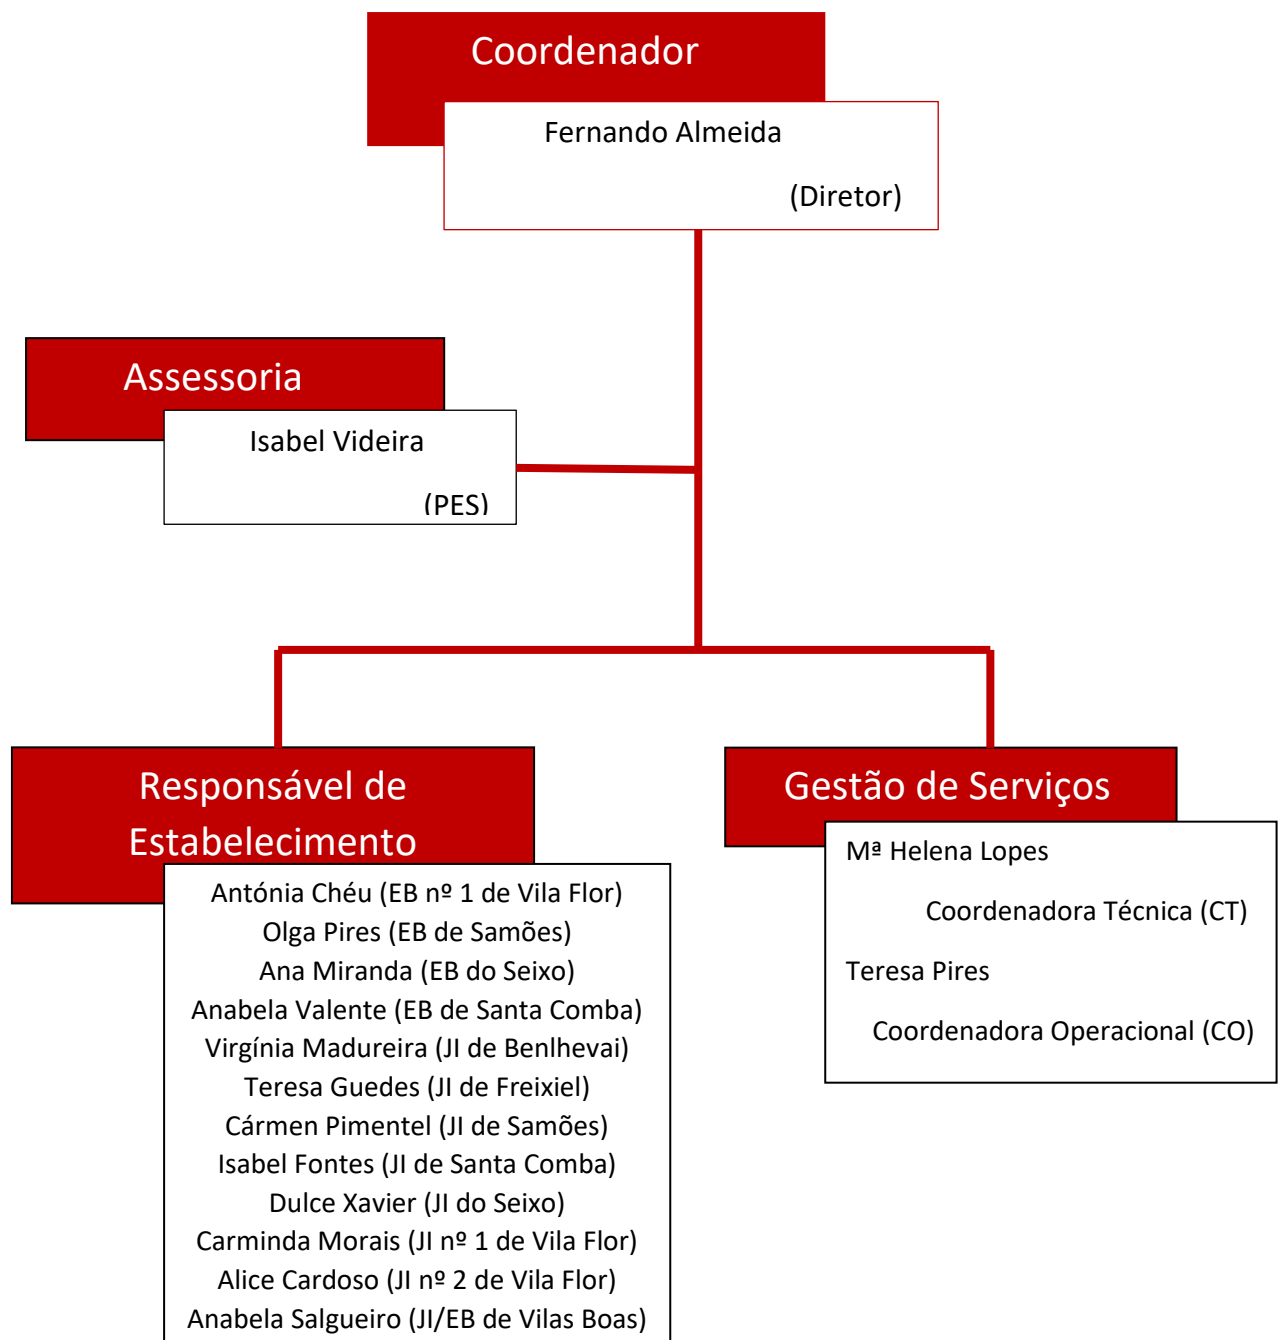 Coordenador
Fernando Almeida
(Diretor)
Assessoria
Isabel Videira
(PES)
Responsável de
Estabelecimento
Antónia Chéu (EB nº 1 de Vila Flor)
Olga Pires (EB de Samões)
Ana Miranda (EB do Seixo)
Anabela Valente (EB de Santa Comba)
Virgínia Madureira (JI de Benlhevai)
Teresa Guedes (JI de Freixiel)
Cármen Pimentel (JI de Samões)
Isabel Fontes (JI de Santa Comba)
Dulce Xavier (JI do Seixo)
Carminda Morais (JI nº 1 de Vila Flor)
Alice Cardoso (JI nº 2 de Vila Flor)
Anabela Salgueiro (JI/EB de Vilas Boas)
Gestão de Serviços
Mª Helena Lopes
Coordenadora Técnica (CT)
Teresa Pires
Coordenadora Operacional (CO)